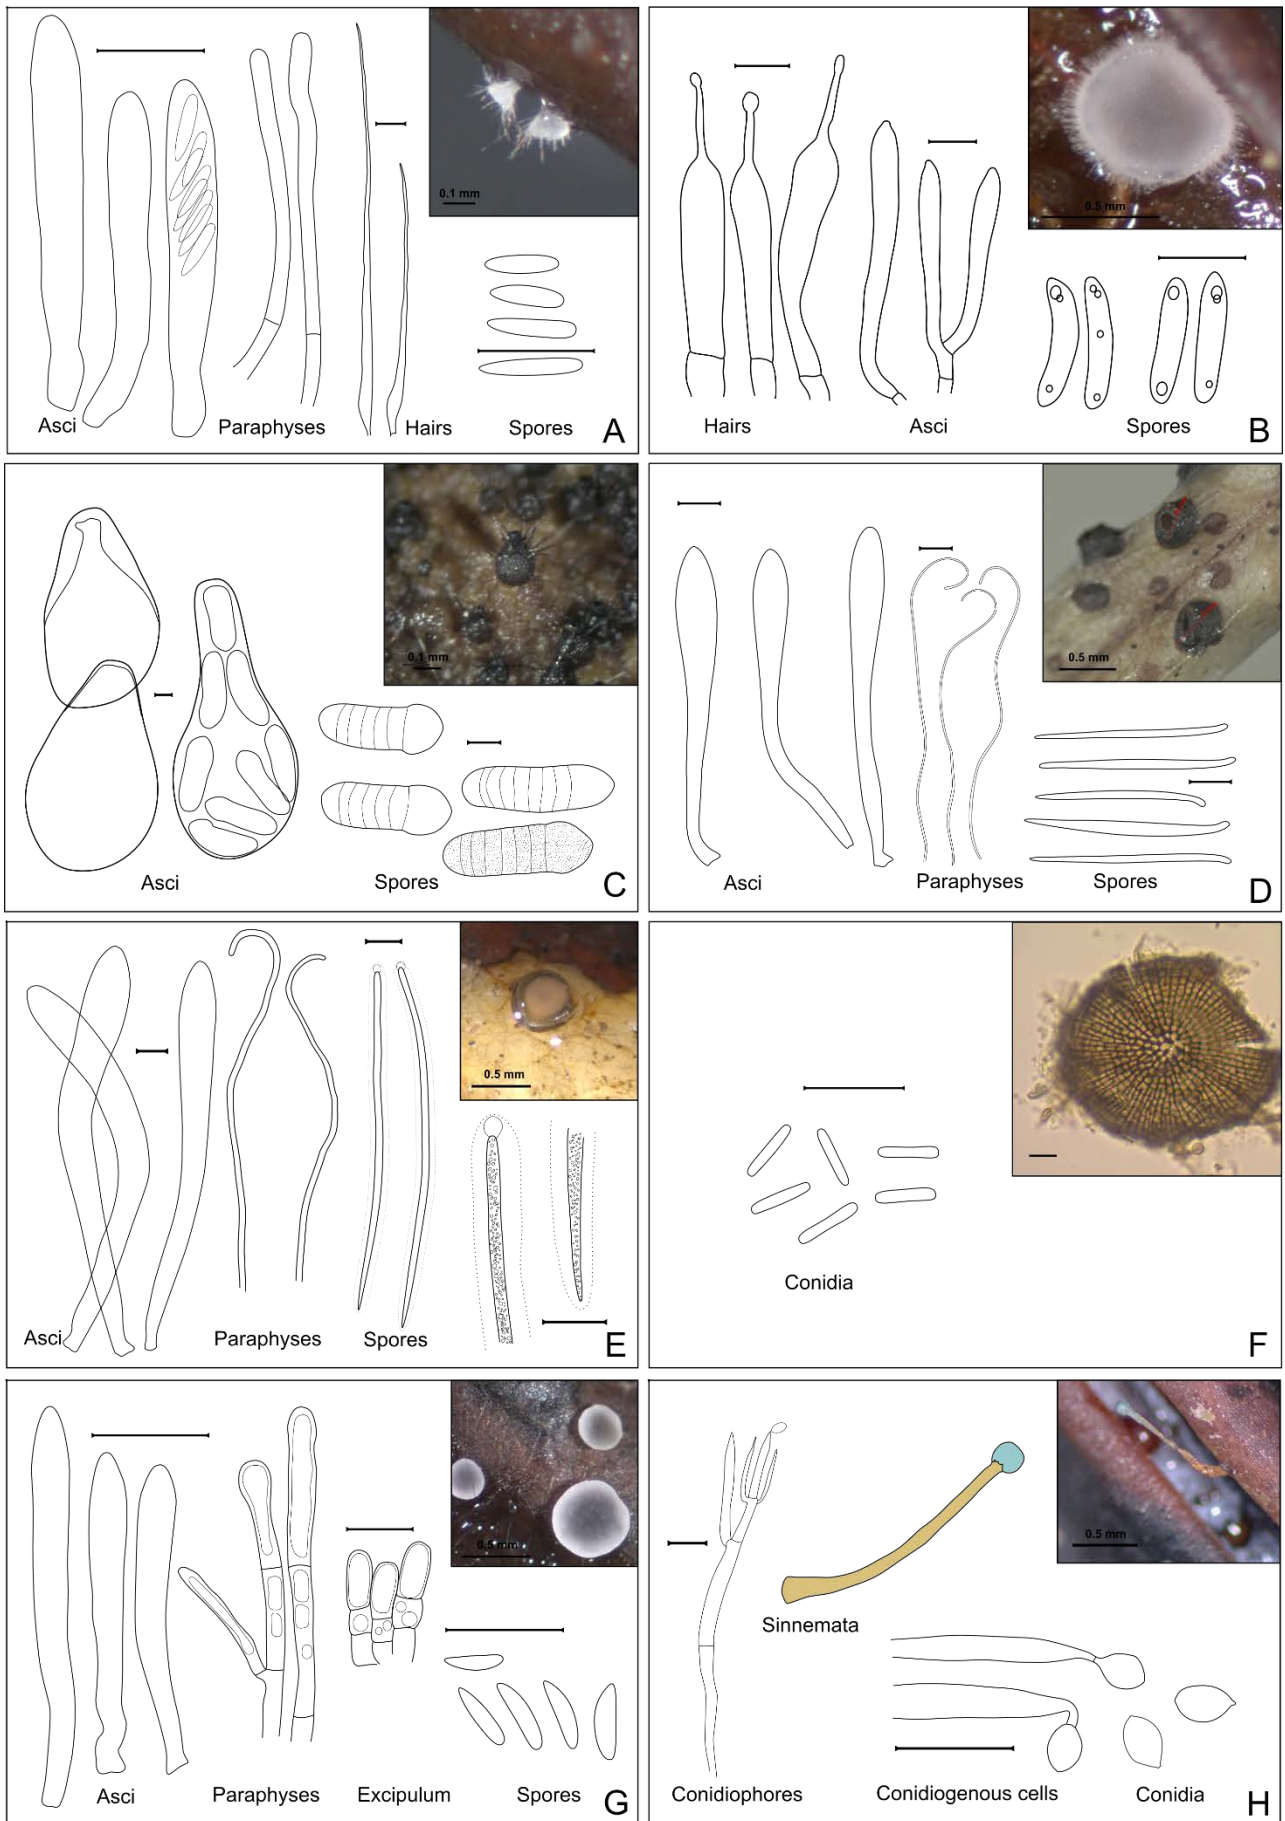 0.1 mm
Asci
Paraphyses
Hairs
Spores
A
0.5 mm
Hairs
Asci
Spores
B
0.1 mm
Asci
Spores
C
0.5 mm
Asci
Paraphyses
Spores
D
0.5 mm
Asci
Paraphyses
Spores
E
Conidia
F
0.5 mm
Asci
Paraphyses
Excipulum
Spores
G
0.5 mm
Sinnemata
Conidiophores
Conidiogenous cells
Conidia
H